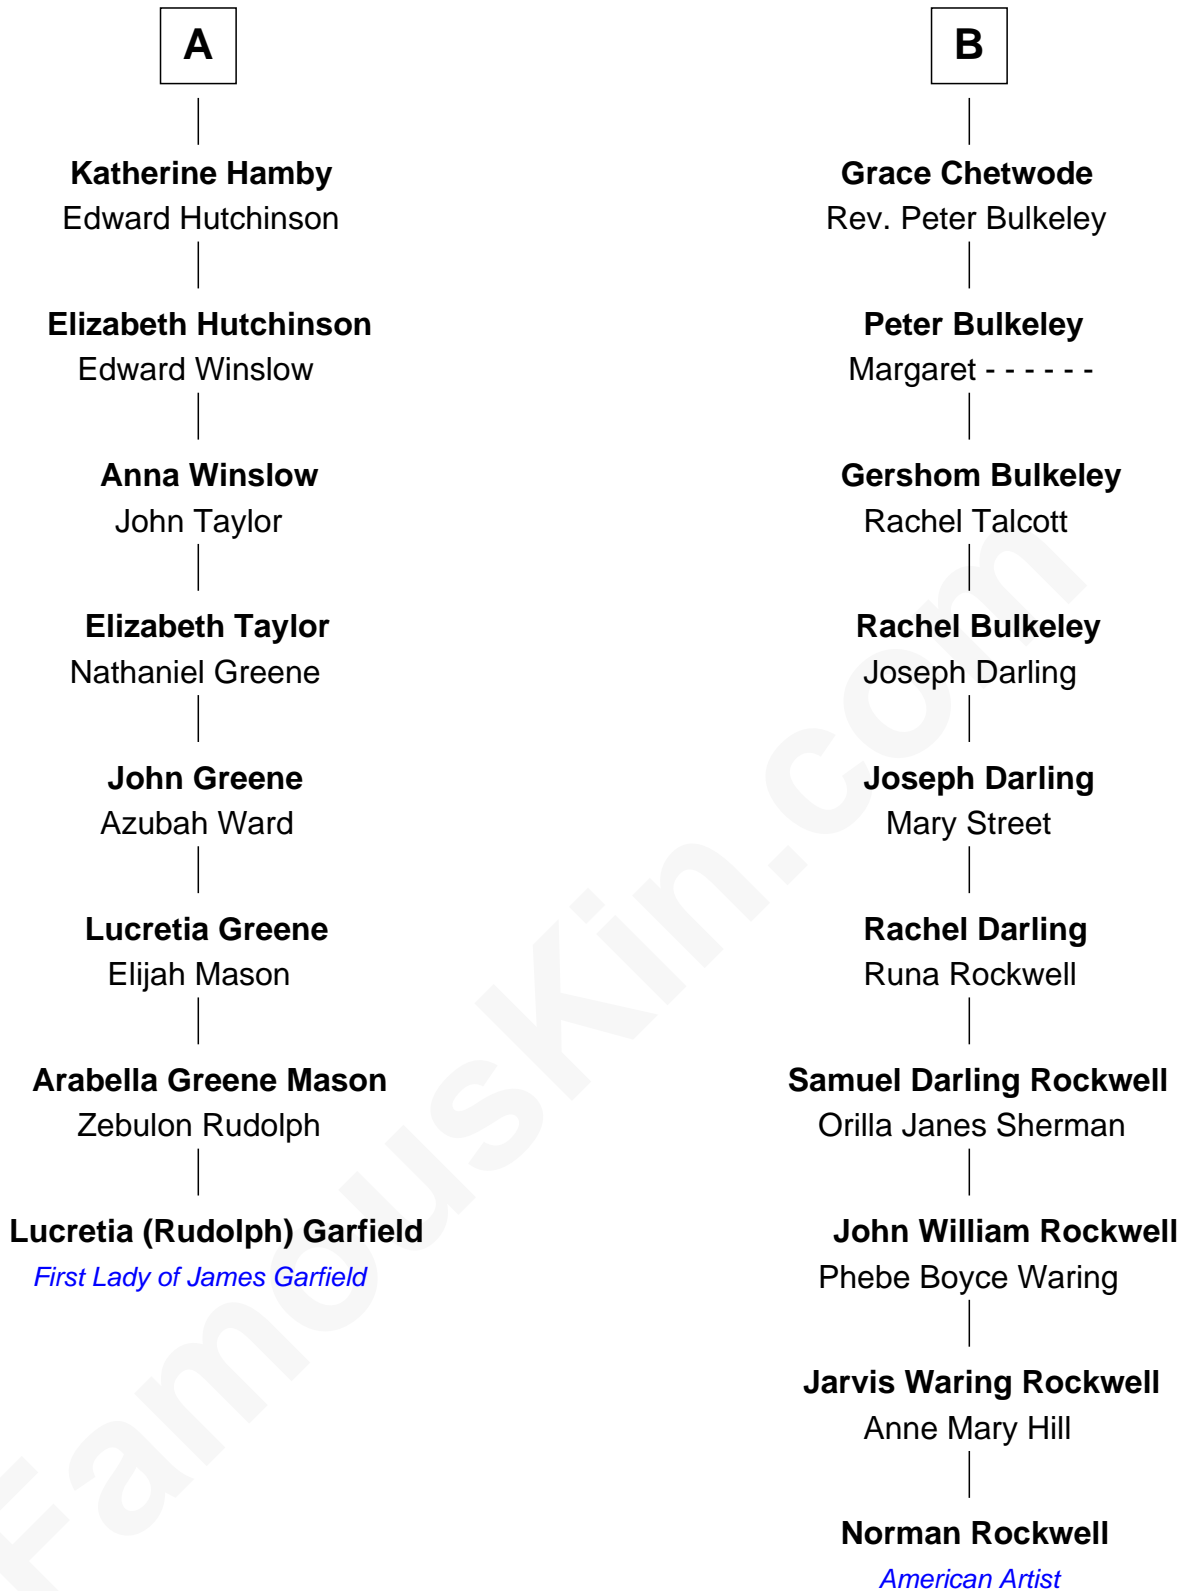 A
Katherine Hamby
Edward Hutchinson
Elizabeth Hutchinson
Edward Winslow
Anna Winslow
John Taylor
Elizabeth Taylor
Nathaniel Greene
John Greene
Azubah Ward
Lucretia Greene
Elijah Mason
Arabella Greene Mason
Zebulon Rudolph
Lucretia (Rudolph) Garfield
First Lady of James Garfield
B
Grace Chetwode
Rev. Peter Bulkeley
Peter Bulkeley
Margaret - - - - - -
Gershom Bulkeley
Rachel Talcott
Rachel Bulkeley
Joseph Darling
Joseph Darling
Mary Street
Rachel Darling
Runa Rockwell
Samuel Darling Rockwell
Orilla Janes Sherman
John William Rockwell
Phebe Boyce Waring
Jarvis Waring Rockwell
Anne Mary Hill
Norman Rockwell
American Artist
FamousKin.com